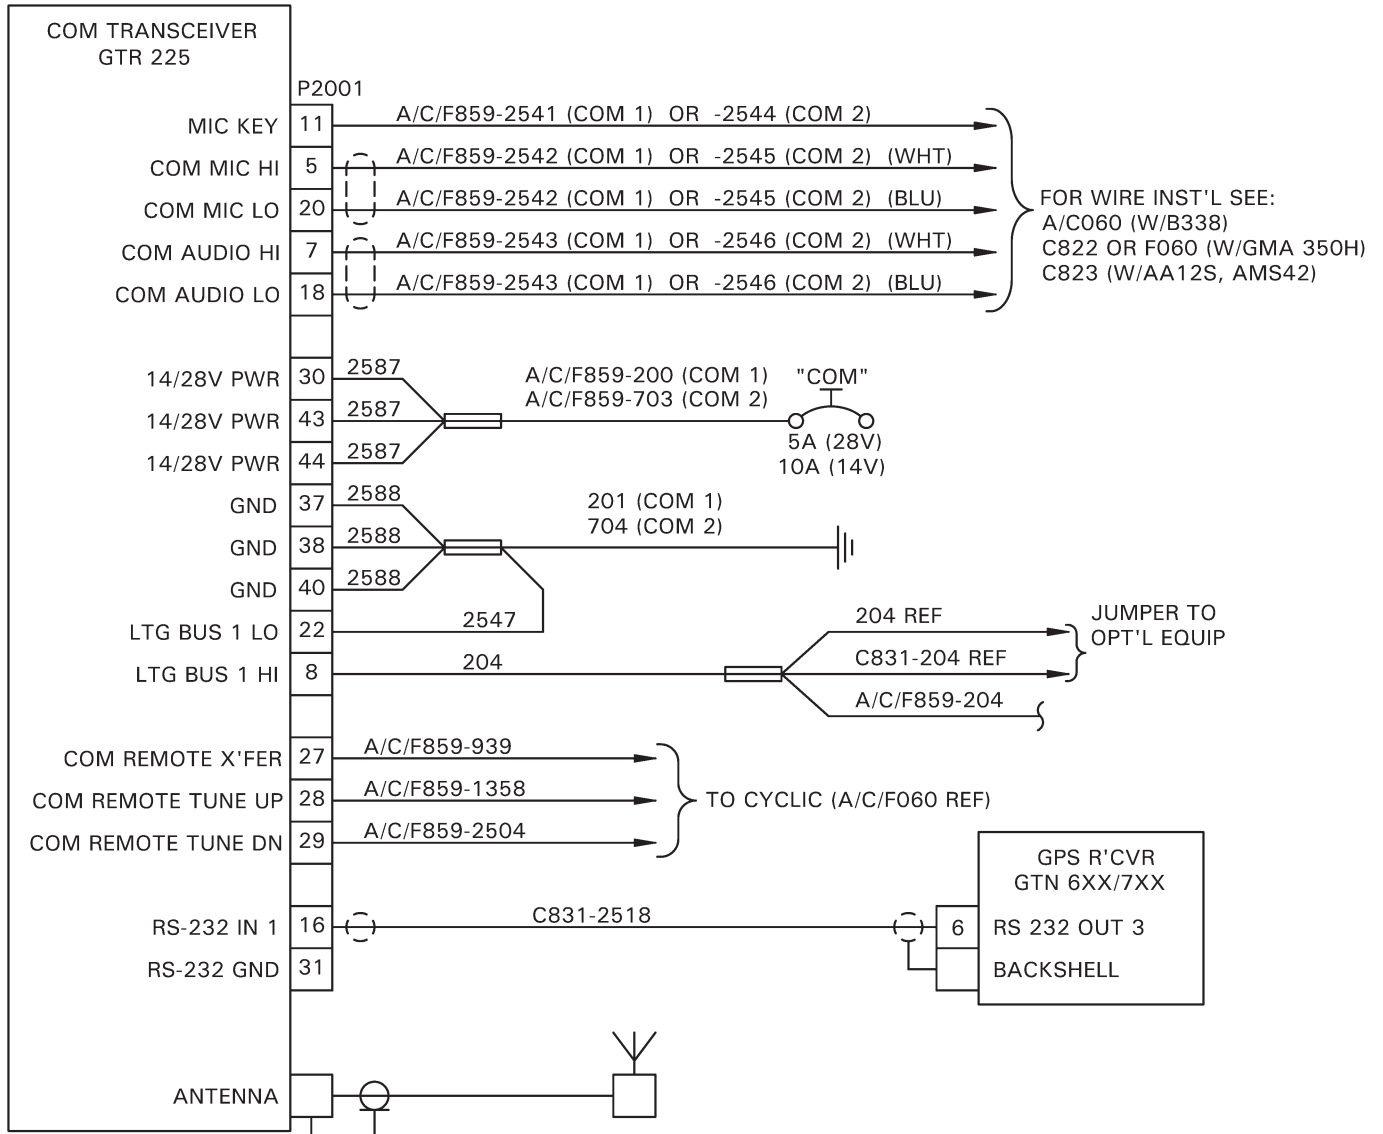 COM TRANSCEIVER
GTR 225
P2001
MIC KEY 11 A/C/F859-2541 (COM 1) OR -2544 (COM 2)
COM MIC HI 5 A/C/F859-2542 (COM 1) OR -2545 (COM 2) (WHT)
COM MIC LO 20 A/C/F859-2542 (COM 1) OR -2545 (COM 2) (BLU)
COM AUDIO HI 7 A/C/F859-2543 (COM 1) OR -2546 (COM 2) (WHT)
COM AUDIO LO 18 A/C/F859-2543 (COM 1) OR -2546 (COM 2) (BLU)
FOR WIRE INST'L SEE:
A/C060 (W/B338)
C822 OR F060 (W/GMA 350H)
C823 (W/AA12S, AMS42)
14/28V PWR 30 2587
14/28V PWR 43 2587
14/28V PWR 44 2587
A/C/F859-200 (COM 1)
A/C/F859-703 (COM 2)
"COM"
5A (28V)
10A (14V)
GND 37 2588
GND 38 2588
GND 40 2588
201 (COM 1)
704 (COM 2)
LTG BUS 1 LO 22 2547
LTG BUS 1 HI 8 204
204 REF
C831-204 REF
A/C/F859-204
JUMPER TO
OPT'L EQUIP
COM REMOTE X'FER 27 A/C/F859-939
COM REMOTE TUNE UP 28 A/C/F859-1358
COM REMOTE TUNE DN 29 A/C/F859-2504
TO CYCLIC (A/C/F060 REF)
GPS R'CVR
GTN 6XX/7XX
RS-232 IN 1 16 C831-2518 6 RS 232 OUT 3
RS-232 GND 31 BACKSHELL
ANTENNA